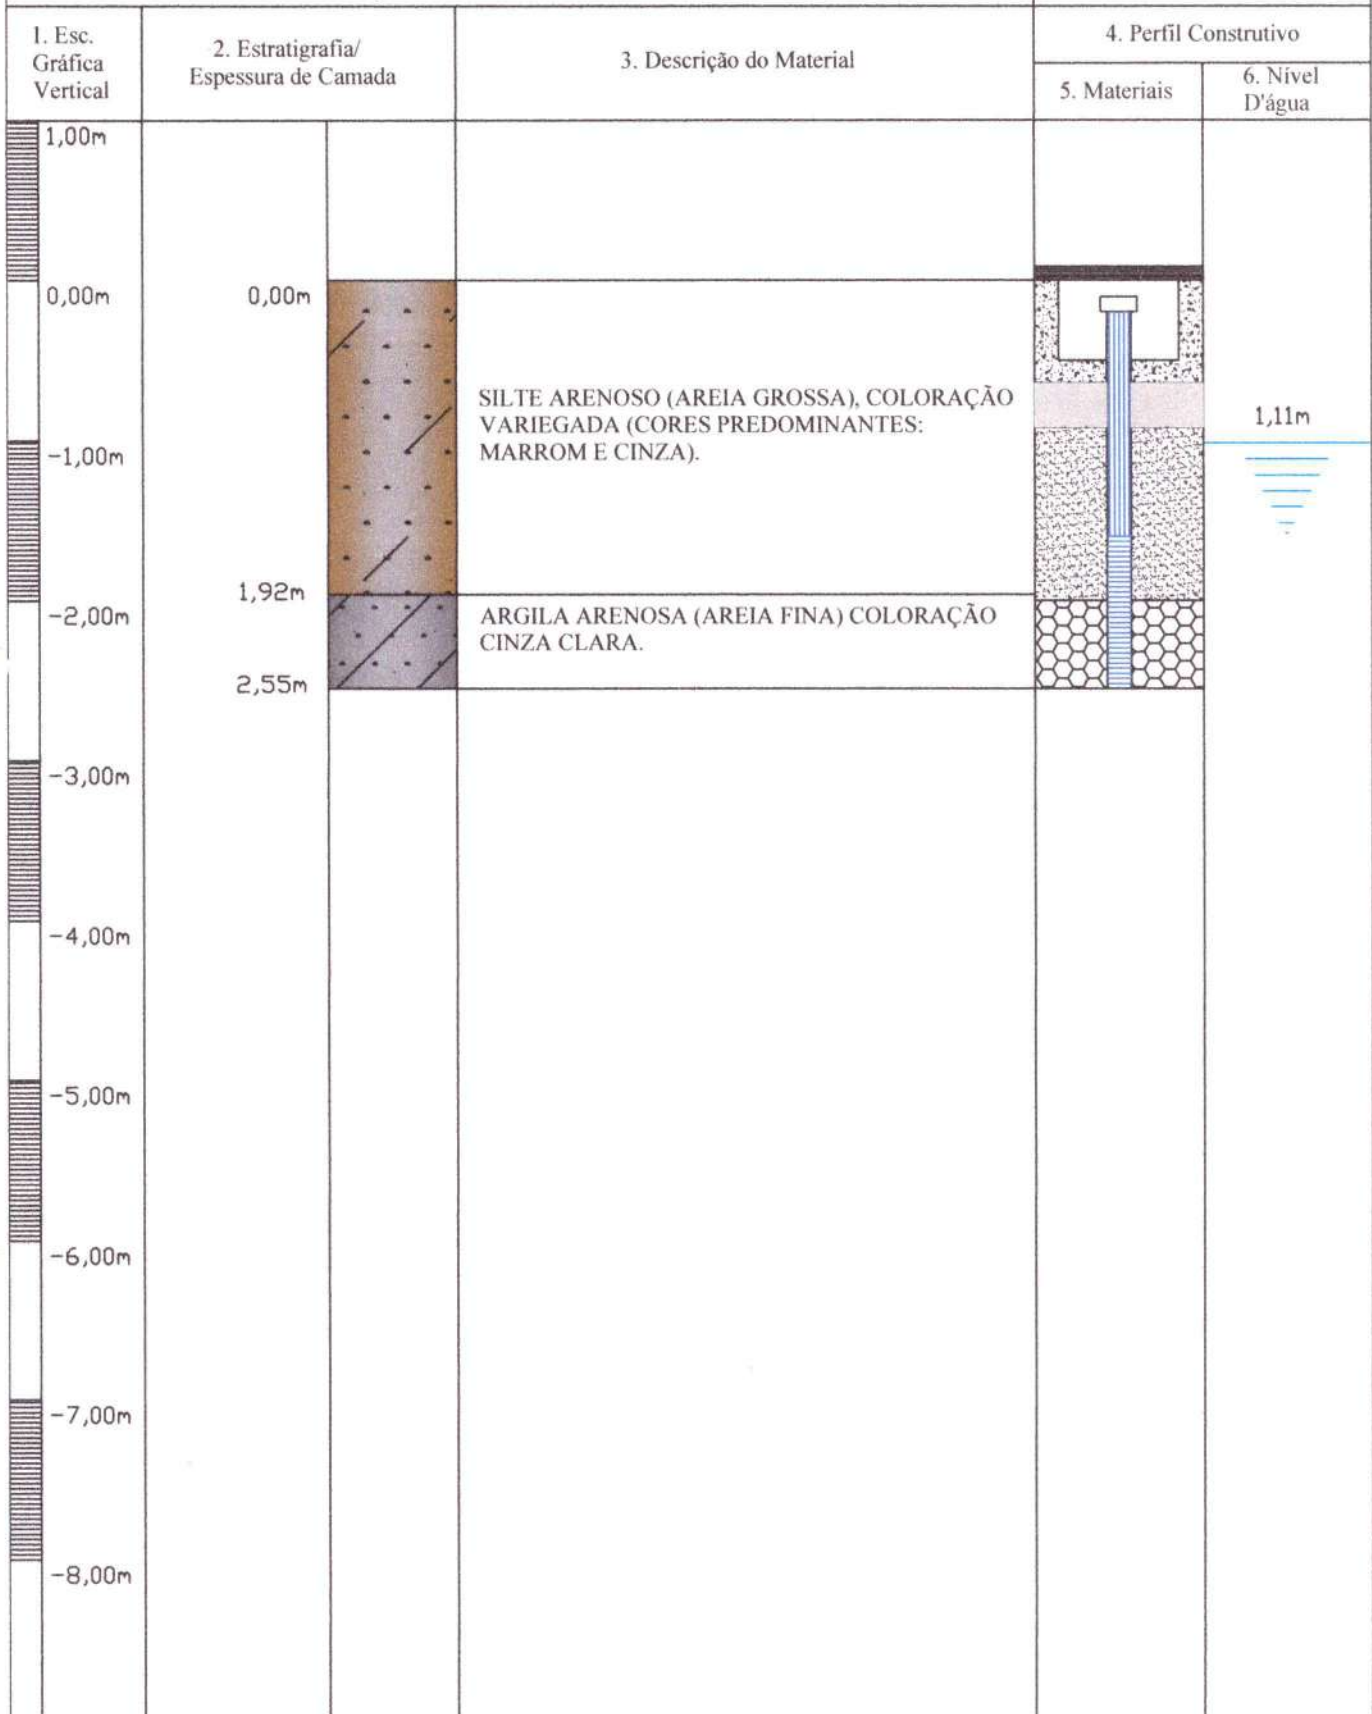 1. Esc.
Gráfica
Vertical
2. Estratigrafia/
Espessura de Camada
3. Descrição do Material
4. Perfil Construtivo
5. Materiais
6. Nível
D'água
1,00m
0,00m
0,00m
SILTE ARENOSO (AREIA GROSSA), COLORAÇÃO
VARIEGADA (CORES PREDOMINANTES:
MARROM E CINZA).
1,11m
-1,00m
1,92m
-2,00m
ARGILA ARENOSA (AREIA FINA) COLORAÇÃO
CINZA CLARA.
2,55m
-3,00m
-4,00m
-5,00m
-6,00m
-7,00m
-8,00m